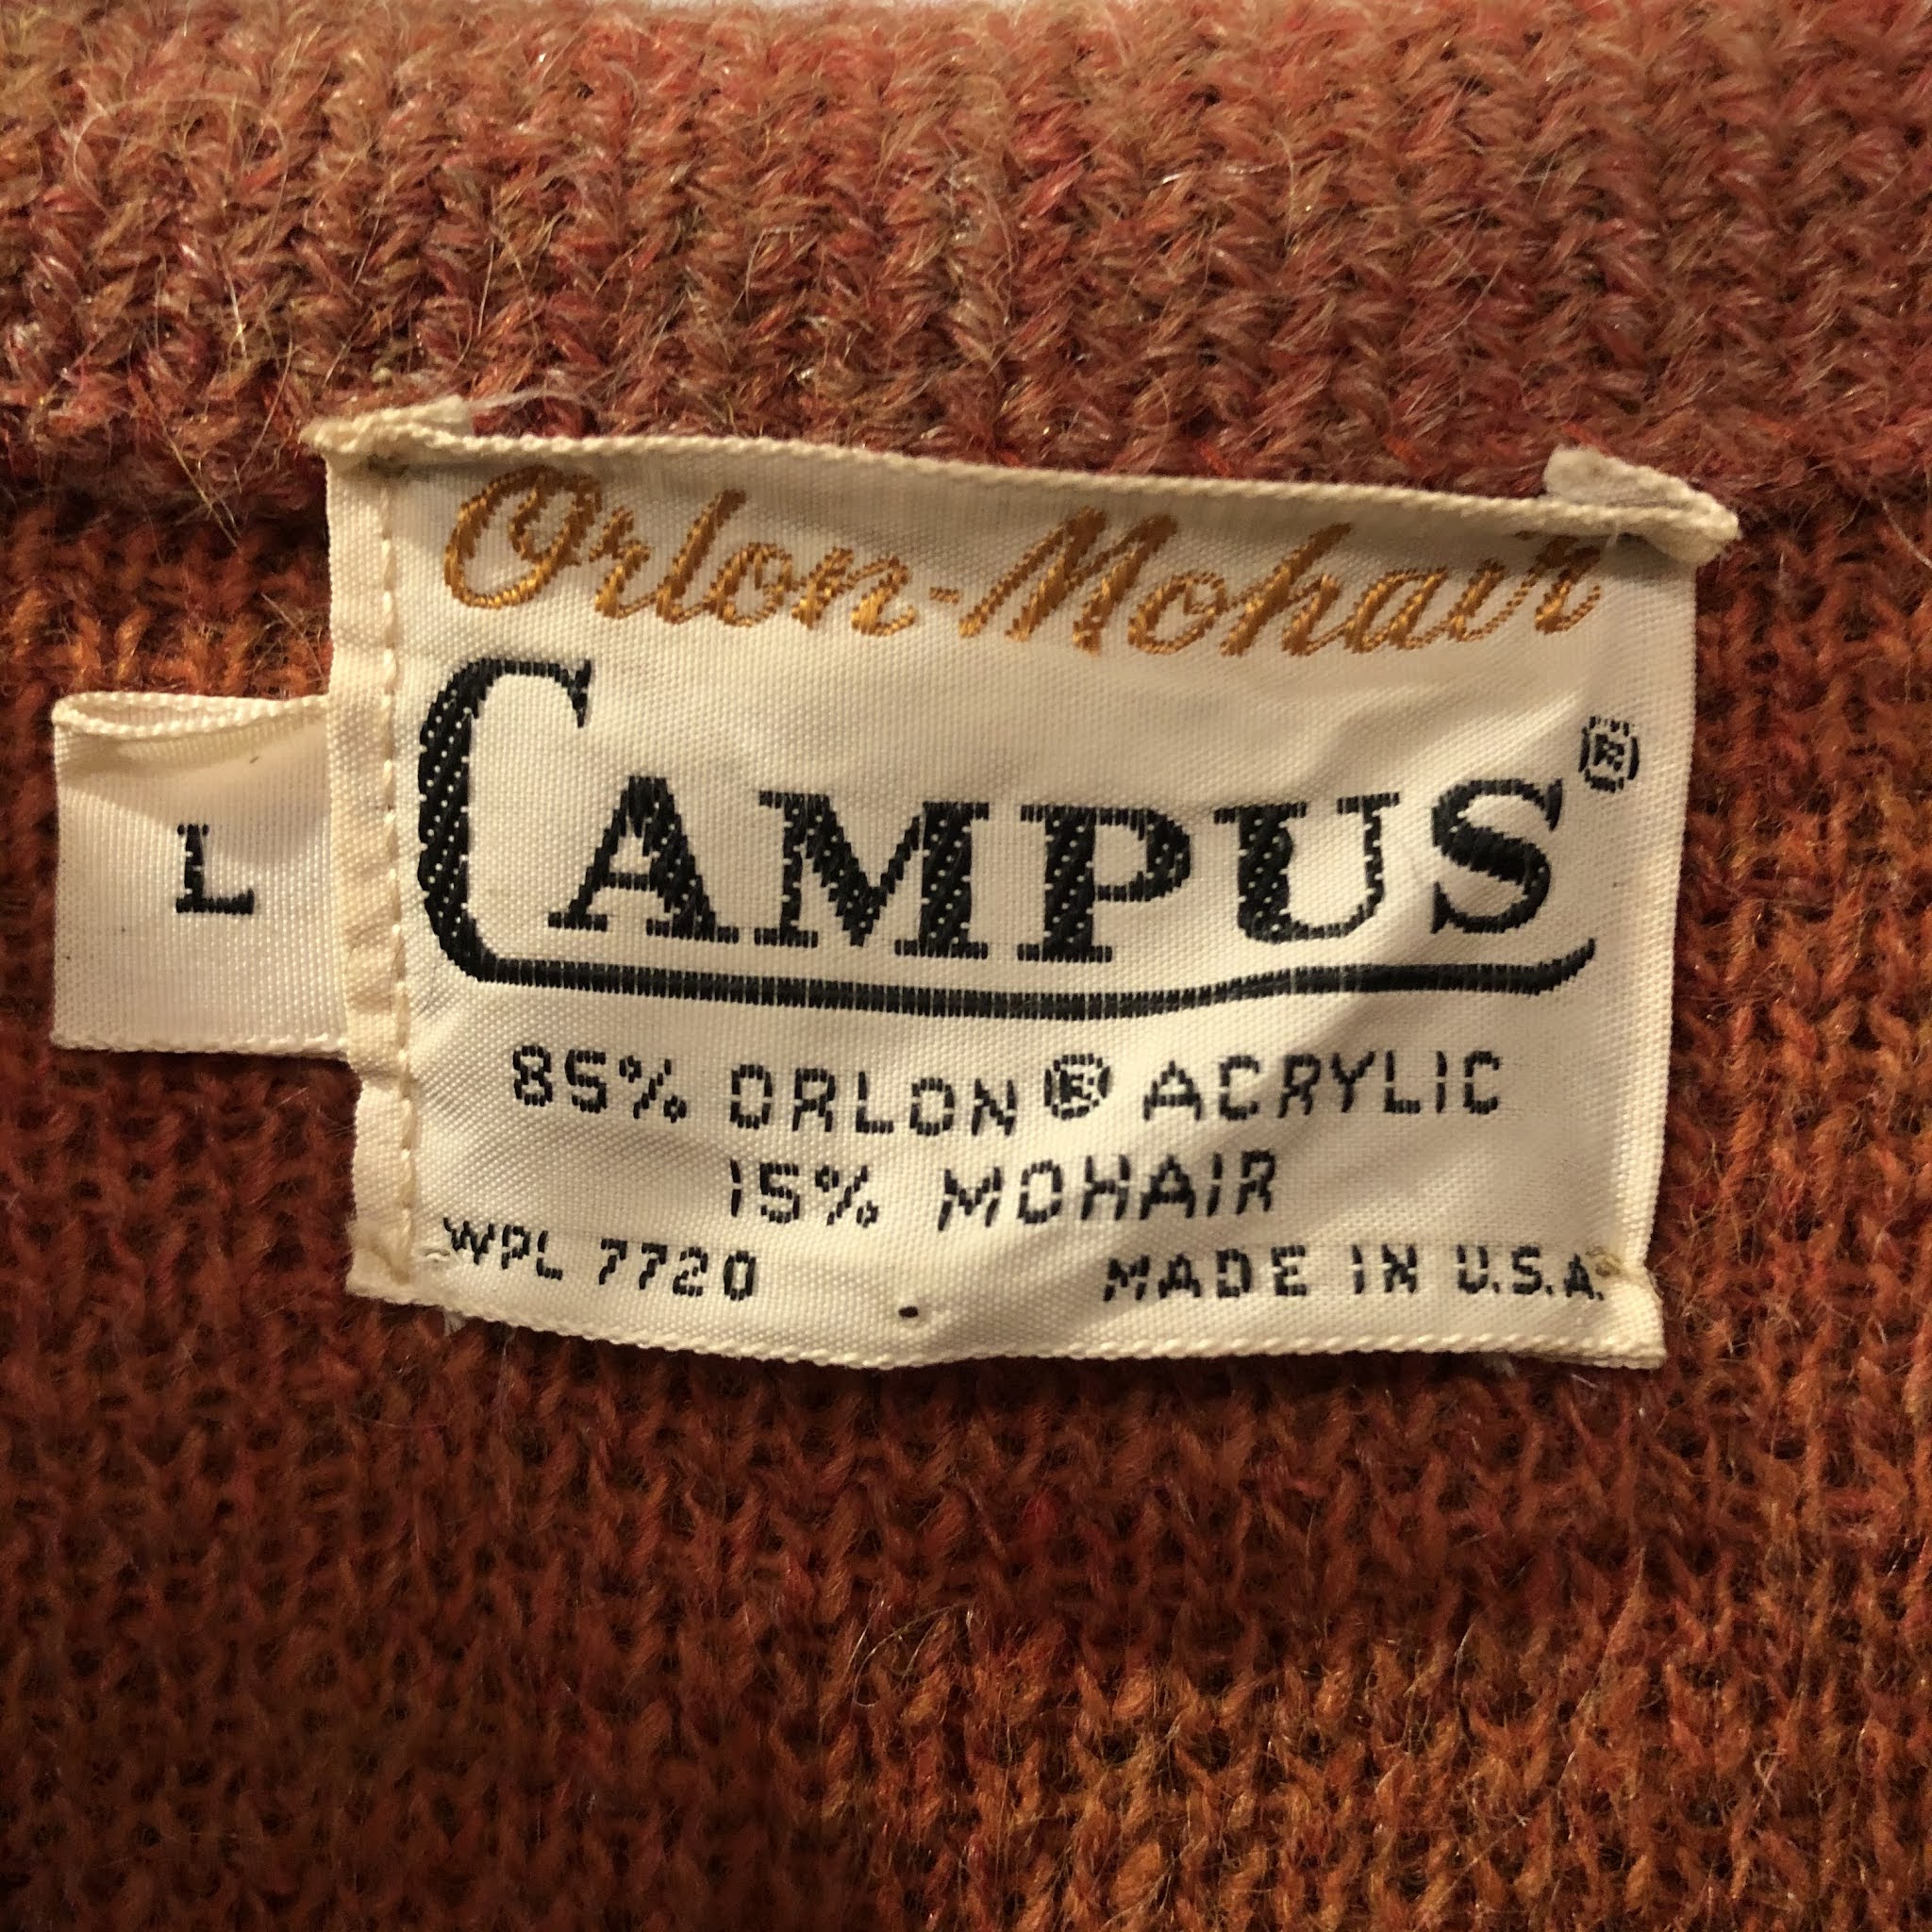 Orlon-Mohair
L
CAMPUS®
85% ORLON® ACRYLIC
15% MOHAIR
WPL 7720 MADE IN U.S.A.